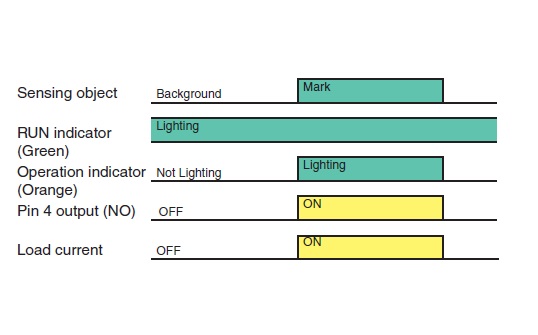 Sensing object Background Mark
RUN indicator Lighting
(Green)
Operation indicator Not Lighting Lighting
(Orange)
Pin 4 output (NO) OFF ON
Load current OFF ON